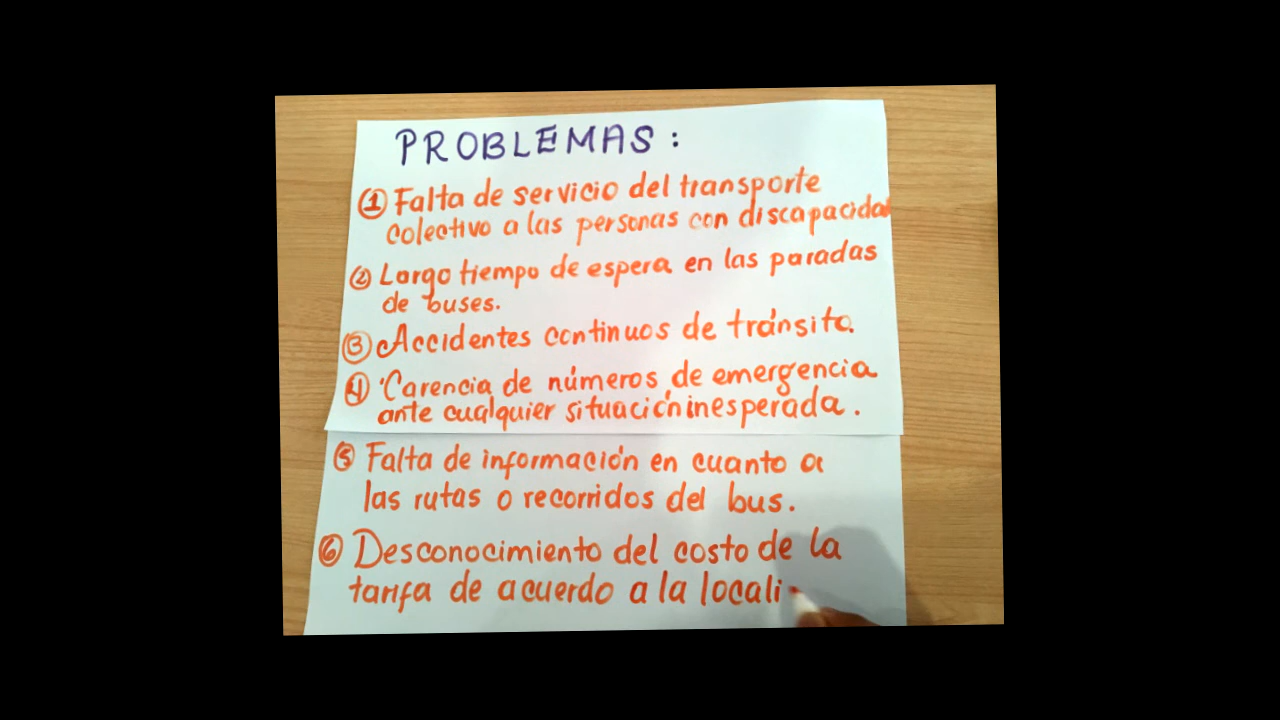 PROBLEMAS:
① Falta de servicio del transporte
colectivo a las personas con discapacidad
② Largo tiempo de espera en las paradas
de buses.
③ Accidentes continuos de tránsito.
④ Carencia de números de emergencia
ante cualquier situación inesperada.
⑤ Falta de información en cuanto a
las rutas o recorridos del bus.
⑥ Desconocimiento del costo de la
tarifa de acuerdo a la locali